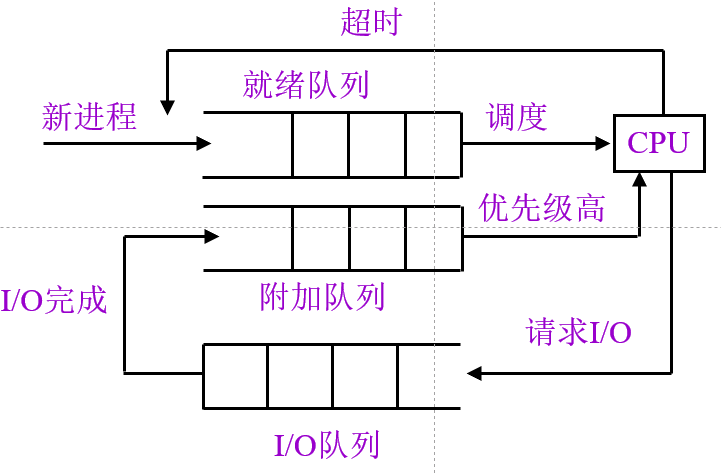 超时
就绪队列
新进程
调度
CPU
优先级高
I/O完成
附加队列
请求I/O
I/O队列